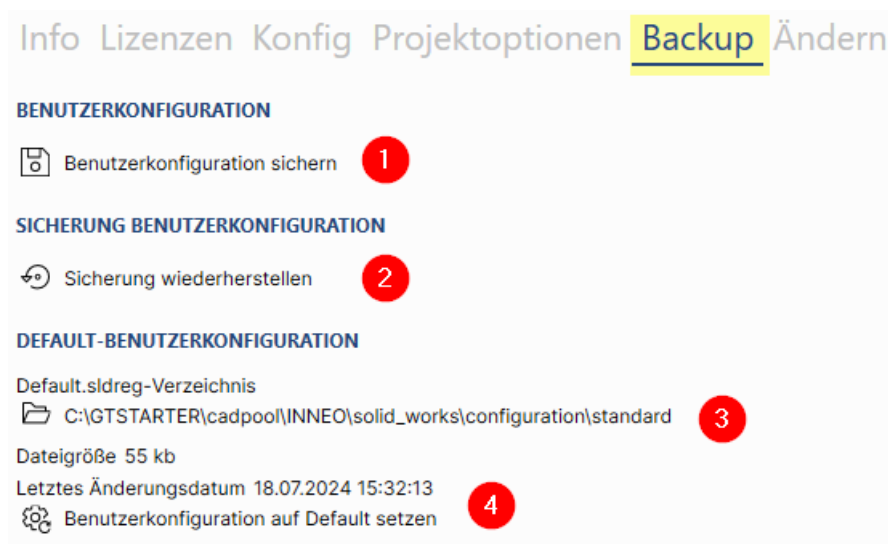 Info Lizenzen Konfig Projektoptionen Backup Ändern
BENUTZERKONFIGURATION
Benutzerkonfiguration sichern 1
SICHERUNG BENUTZERKONFIGURATION
Sicherung wiederherstellen 2
DEFAULT-BENUTZERKONFIGURATION
Default.sldreg-Verzeichnis
C:\GTSTARTER\cadpool\INNEO\solid_works\configuration\standard 3
Dateigröße 55 kb
Letztes Änderungsdatum 18.07.2024 15:32:13
Benutzerkonfiguration auf Default setzen 4